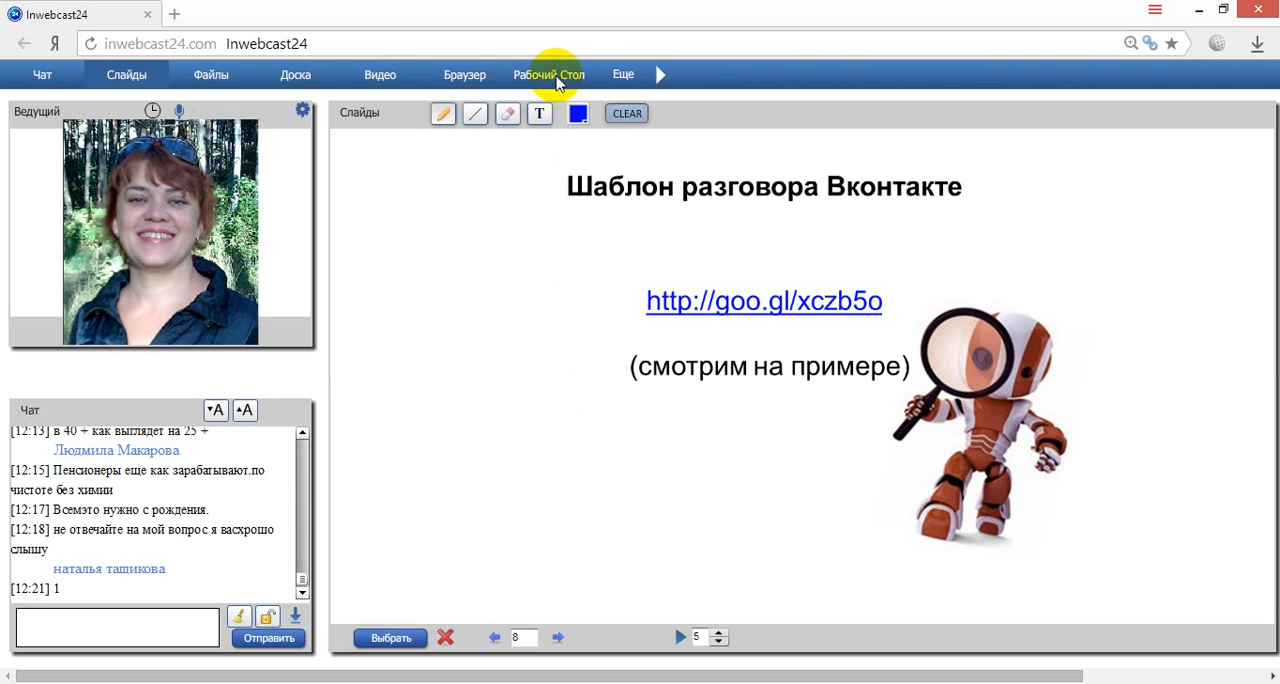 Inwebcast24
Я inwebcast24.com Inwebcast24
Чат Слайды Файлы Доска Видео Браузер Рабочий Стол Еще
Ведущий
Слайды T CLEAR
Шаблон разговора Вконтакте
http://goo.gl/xczb5o
(смотрим на примере)
Чат A A
[12:13] в 40 + как выглядет на 25 +
Людмила Макарова
[12:15] Пенсионеры еще как зарабатывают.по
чистоте без химии
[12:17] Всемэто нужно с рождения.
[12:18] не отвечайте на мой вопрос я васхрошо
слышу
наталья тащикова
[12:21] 1
Отправить
Выбрать 8 5